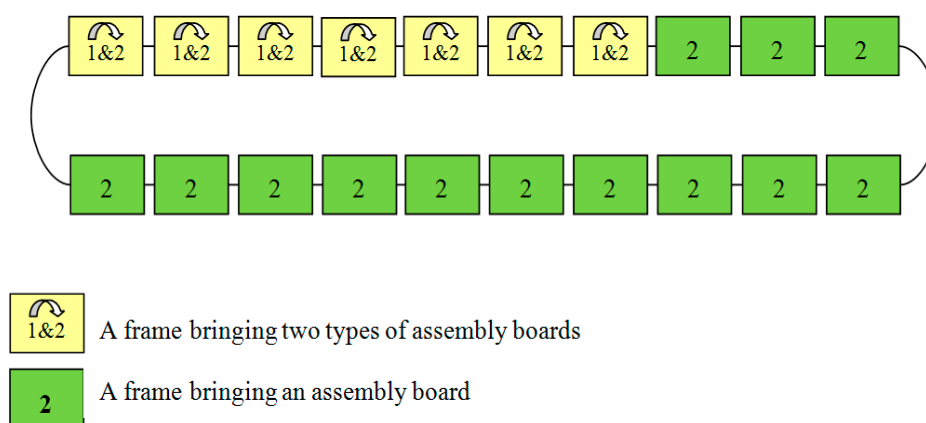 1&2 1&2 1&2 1&2 1&2 1&2 1&2 2 2 2
2 2 2 2 2 2 2 2 2 2
1&2 A frame bringing two types of assembly boards
2 A frame bringing an assembly board